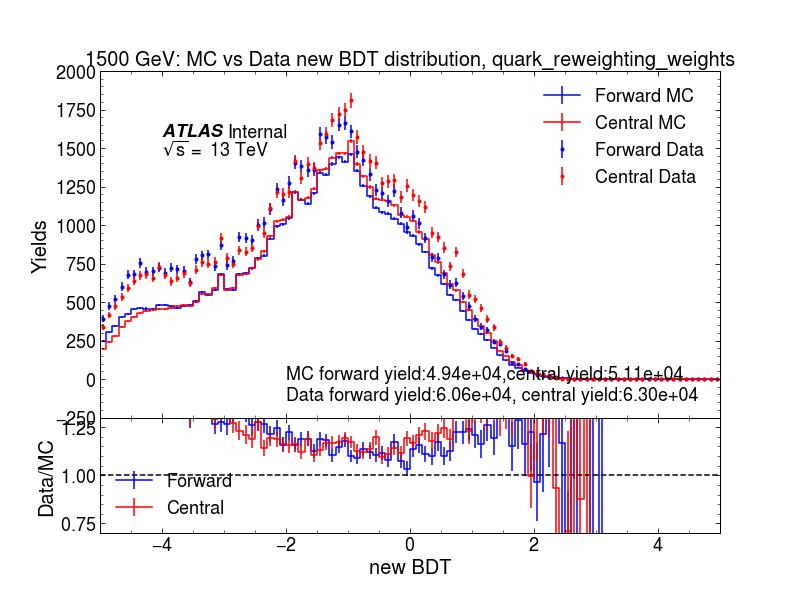 1500 GeV: MC vs Data new BDT distribution, quark_reweighting_weights
2000
1750
1500
1250
1000
750
500
250
0
−250
Yields
ATLAS Internal
√s = 13 TeV
Forward MC
Central MC
Forward Data
Central Data
MC forward yield:4.94e+04,central yield:5.11e+04
Data forward yield:6.06e+04, central yield:6.30e+04
1.25
1.00
0.75
Data/MC
Forward
Central
−4 −2 0 2 4
new BDT